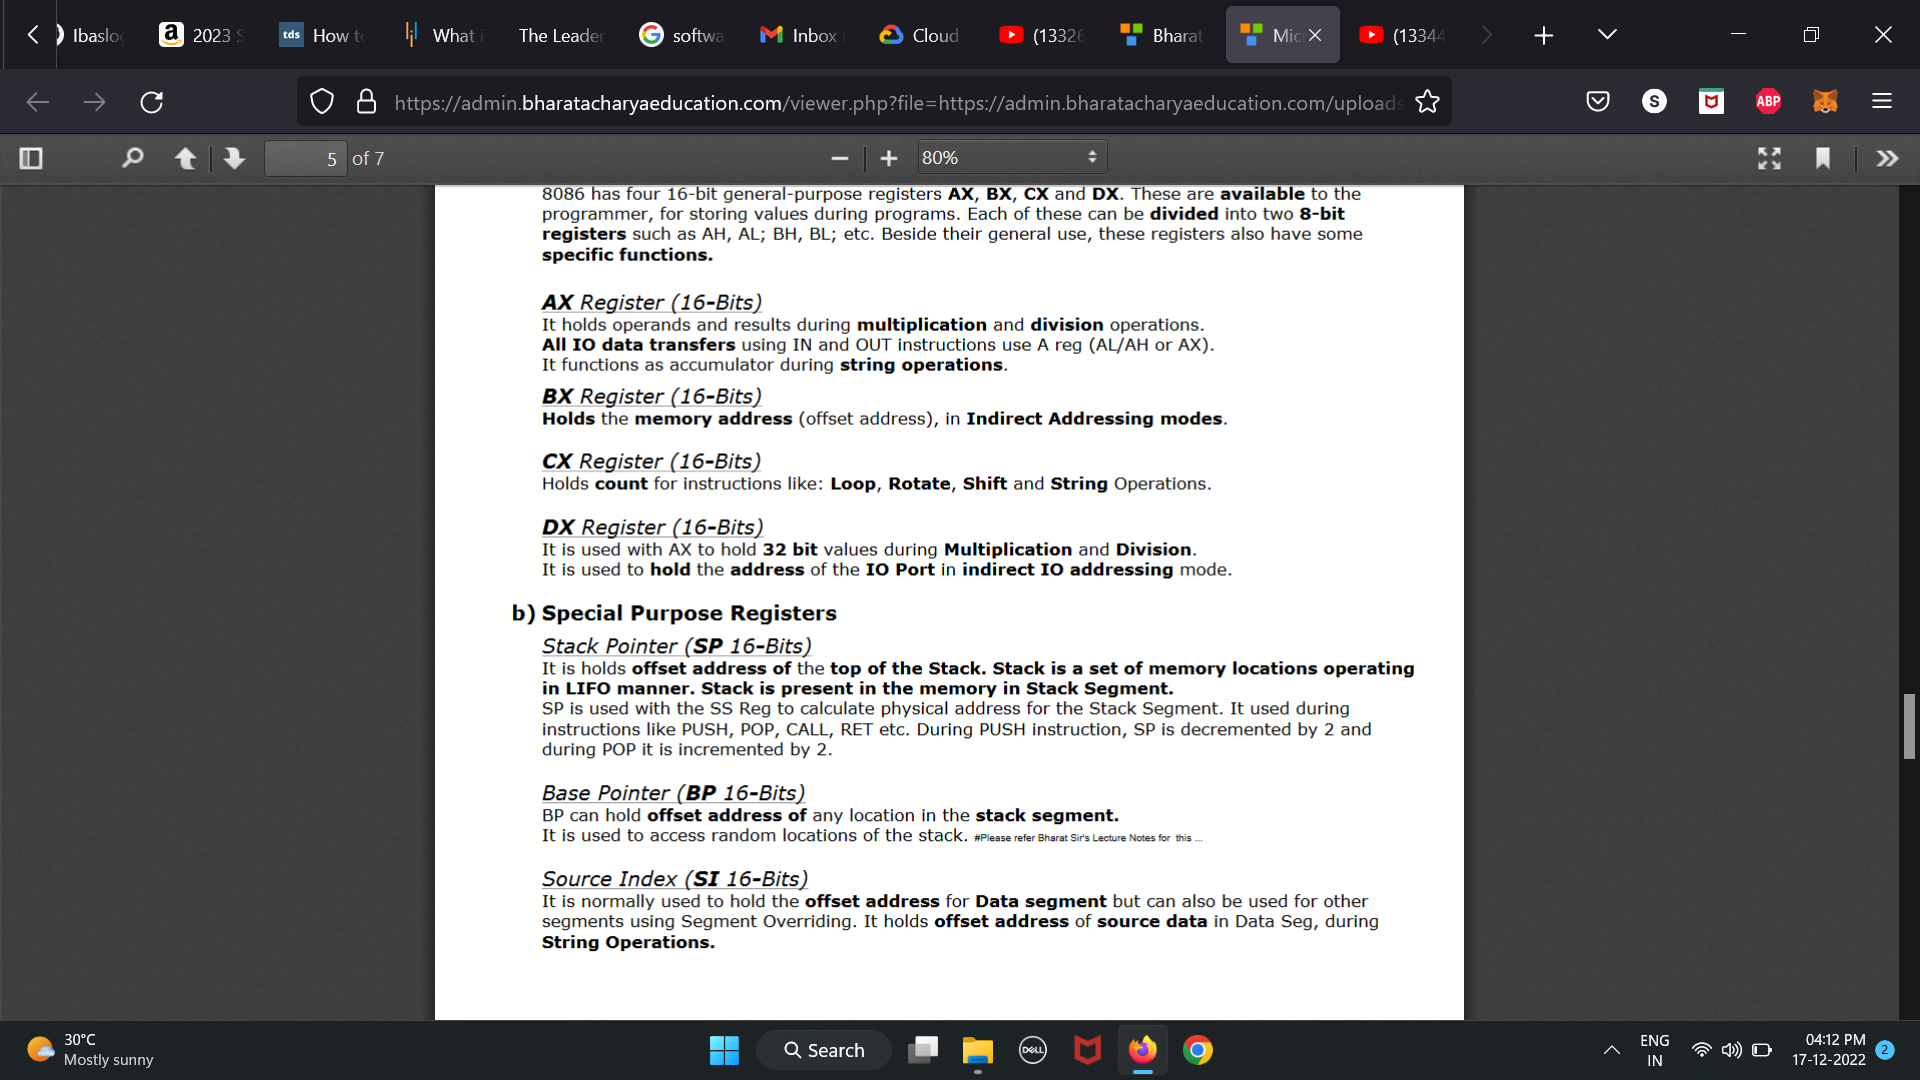 Ibaslo
2023 S
tds How to
What i
The Leader
softwa
Inbox
Cloud
(13326
Bharat
Mic
(13344
https://admin.bharatacharyaeducation.com/viewer.php?file=https://admin.bharatacharyaeducation.com/uploads
S
ABP
5 of 7
80%
8086 has four 16-bit general-purpose registers AX, BX, CX and DX. These are available to the
programmer, for storing values during programs. Each of these can be divided into two 8-bit
registers such as AH, AL; BH, BL; etc. Beside their general use, these registers also have some
specific functions.
AX Register (16-Bits)
It holds operands and results during multiplication and division operations.
All IO data transfers using IN and OUT instructions use A reg (AL/AH or AX).
It functions as accumulator during string operations.
BX Register (16-Bits)
Holds the memory address (offset address), in Indirect Addressing modes.
CX Register (16-Bits)
Holds count for instructions like: Loop, Rotate, Shift and String Operations.
DX Register (16-Bits)
It is used with AX to hold 32 bit values during Multiplication and Division.
It is used to hold the address of the IO Port in indirect IO addressing mode.
b) Special Purpose Registers
Stack Pointer (SP 16-Bits)
It is holds offset address of the top of the Stack. Stack is a set of memory locations operating
in LIFO manner. Stack is present in the memory in Stack Segment.
SP is used with the SS Reg to calculate physical address for the Stack Segment. It used during
instructions like PUSH, POP, CALL, RET etc. During PUSH instruction, SP is decremented by 2 and
during POP it is incremented by 2.
Base Pointer (BP 16-Bits)
BP can hold offset address of any location in the stack segment.
It is used to access random locations of the stack. #Please refer Bharat Sir's Lecture Notes for this ...
Source Index (SI 16-Bits)
It is normally used to hold the offset address for Data segment but can also be used for other
segments using Segment Overriding. It holds offset address of source data in Data Seg, during
String Operations.
30°C
Mostly sunny
Search
DELL
ENG
IN
04:12 PM
17-12-2022
2